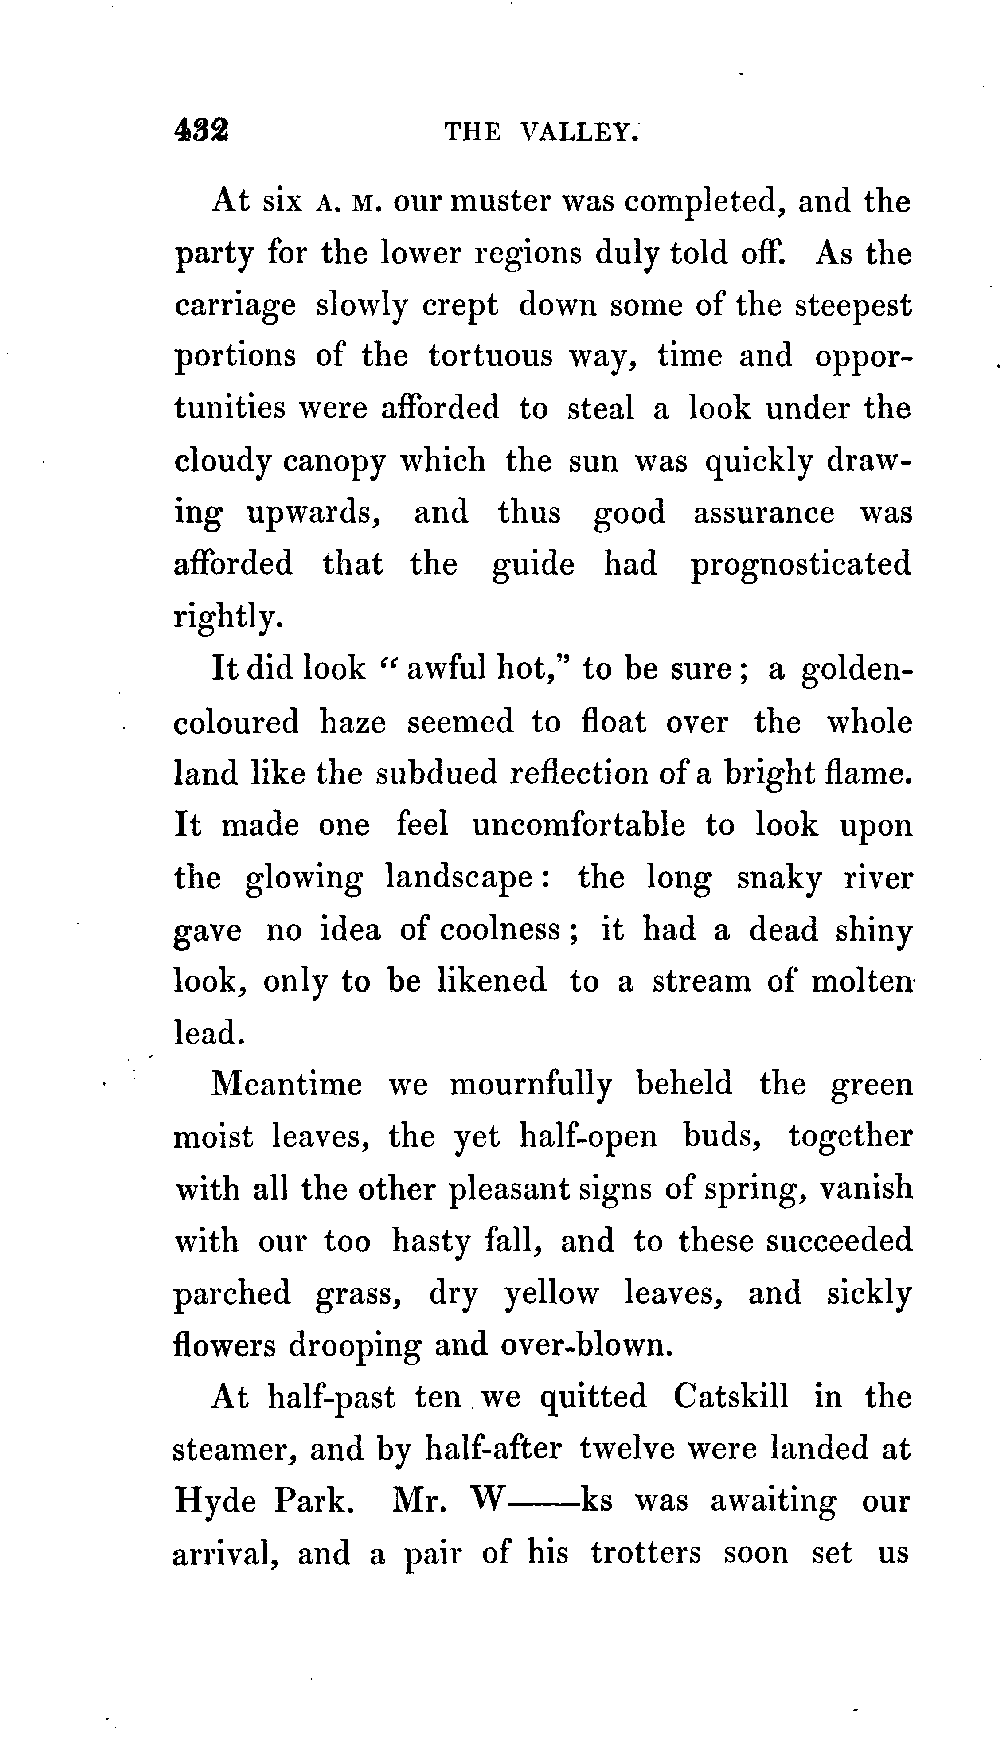 432 THE VALLEY.
At six A. M. our muster was completed, and the
party for the lower regions duly told off. As the
carriage slowly crept down some of the steepest
portions of the tortuous way, time and oppor-
tunities were afforded to steal a look under the
cloudy canopy which the sun was quickly draw-
ing upwards, and thus good assurance was
afforded that the guide had prognosticated
rightly.
It did look “ awful hot,” to be sure ; a golden-
coloured haze seemed to float over the whole
land like the subdued reflection of a bright flame.
It made one feel uncomfortable to look upon
the glowing landscape : the long snaky river
gave no idea of coolness ; it had a dead shiny
look, only to be likened to a stream of molten
lead.
Meantime we mournfully beheld the green
moist leaves, the yet half-open buds, together
with all the other pleasant signs of spring, vanish
with our too hasty fall, and to these succeeded
parched grass, dry yellow leaves, and sickly
flowers drooping and over-blown.
At half-past ten we quitted Catskill in the
steamer, and by half-after twelve were landed at
Hyde Park. Mr. W——ks was awaiting our
arrival, and a pair of his trotters soon set us